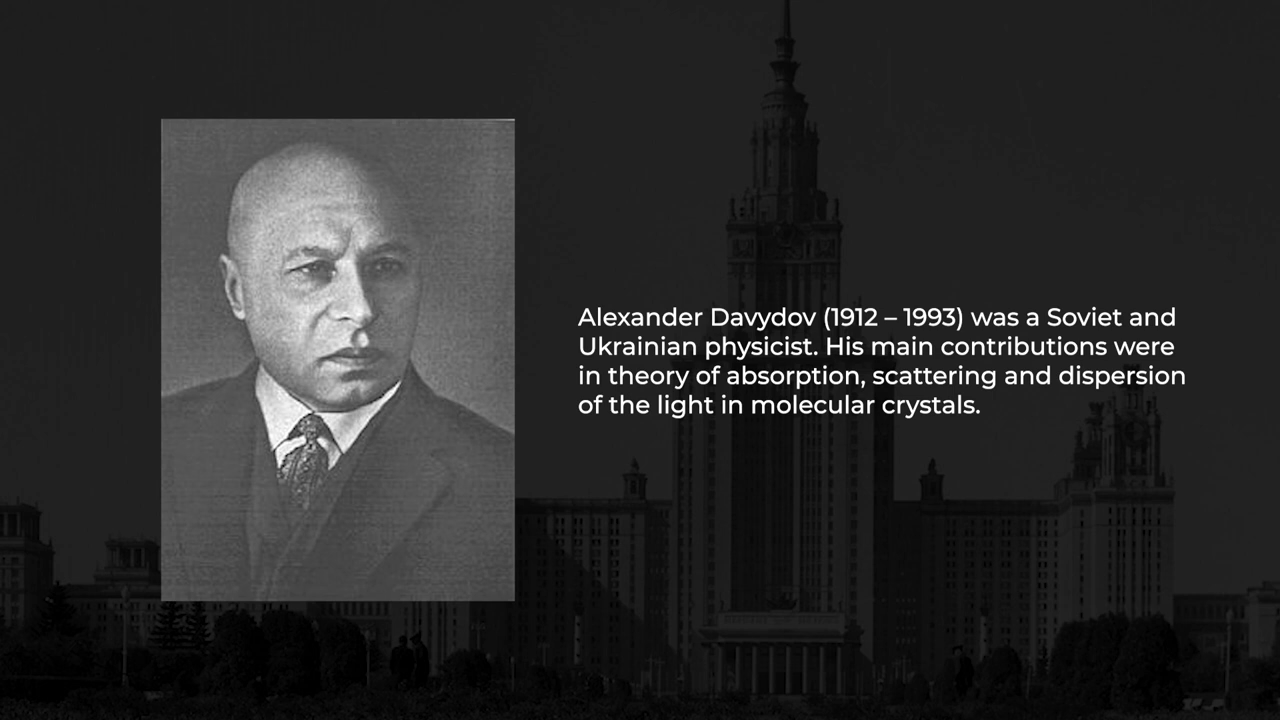 Alexander Davydov (1912 – 1993) was a Soviet and
Ukrainian physicist. His main contributions were
in theory of absorption, scattering and dispersion
of the light in molecular crystals.